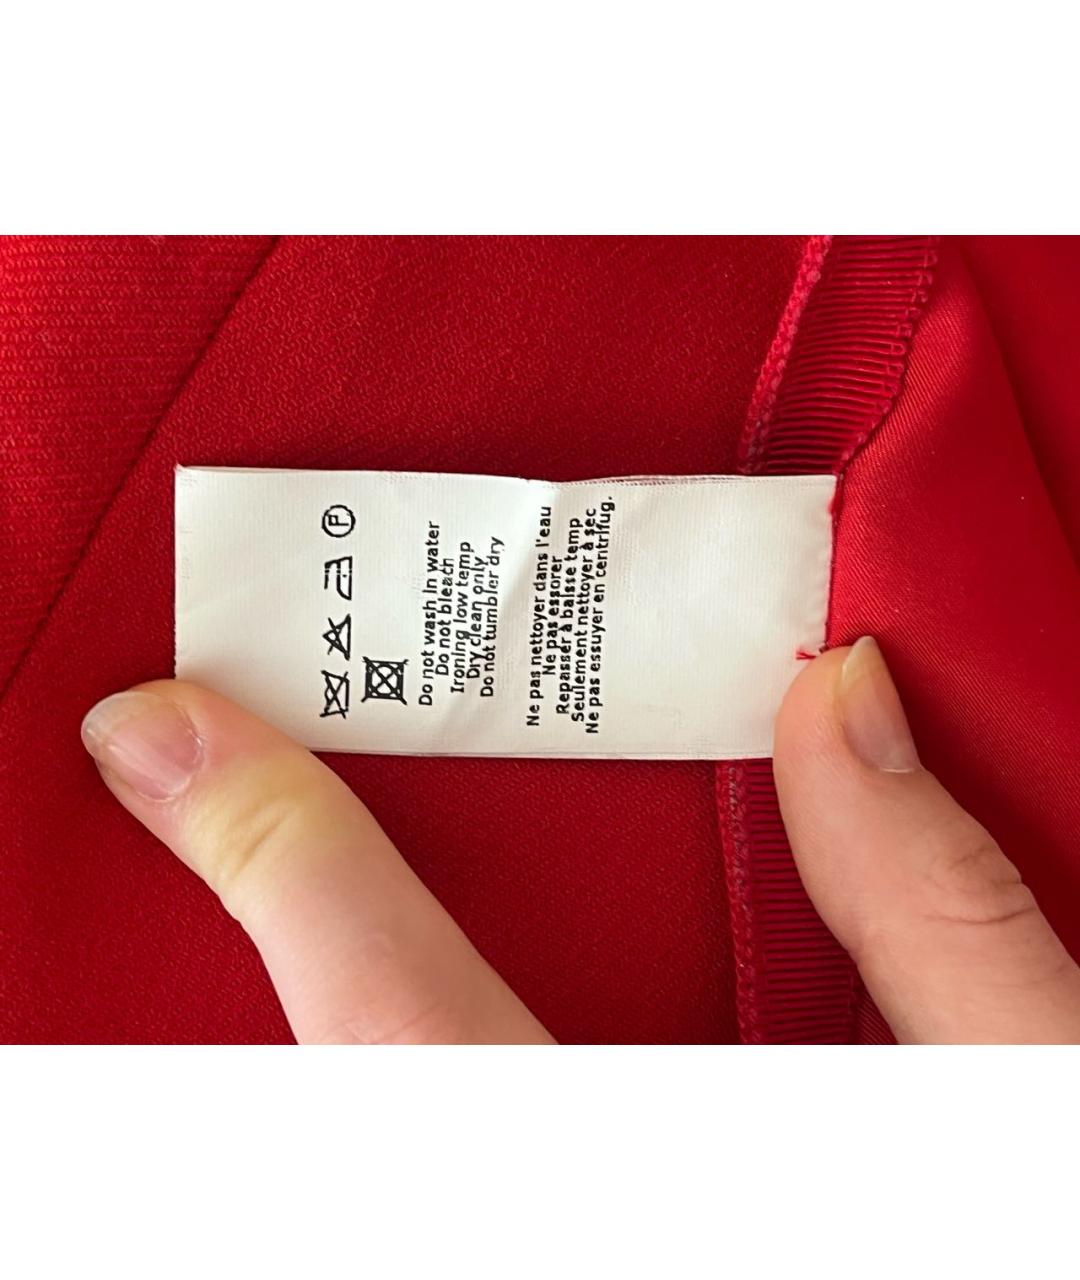 P
Do not wash in water
Do not bleach
Ironing low temp
Dry clean only
Do not tumbler dry
Ne pas nettoyer dans l'eau
Ne pas essorer
Repasser à baisse temp
Seulement nettoyer à sec
Ne pas essuyer en centrifug.